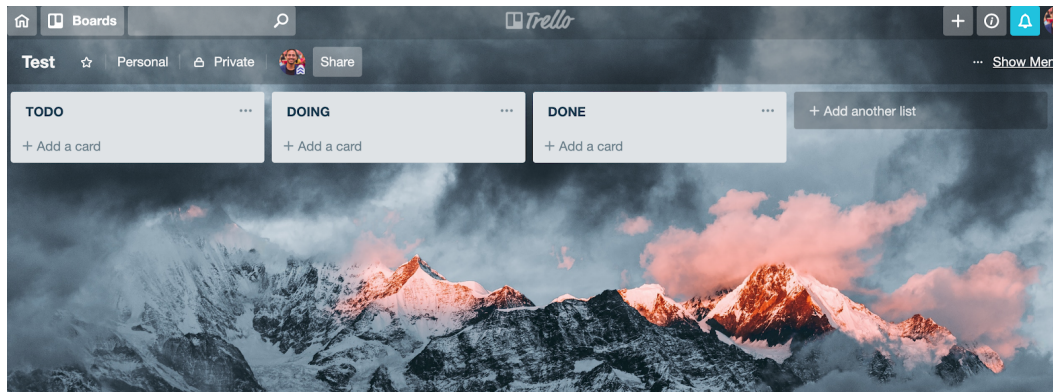 Boards
Trello
Test Personal Private Share ... Show Men
TODO ...
+ Add a card
DOING ...
+ Add a card
DONE ...
+ Add a card
+ Add another list